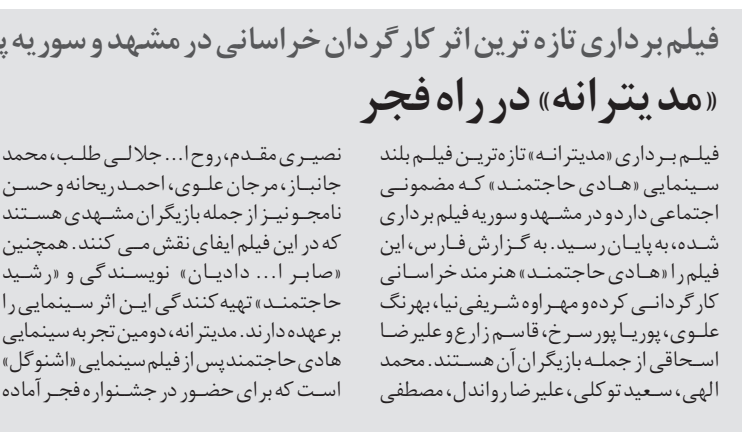 فیلم برداری تازه ترین اثر کارگردان خراسانی در مشهد و سوریه
«مدیترانه» در راه فجر
فیلم برداری «مدیترانه» تازه‌ترین فیلم بلند
سینمایی «هادی حاجتمند» که مضمونی
اجتماعی دارد و در مشهد و سوریه فیلم برداری
شده، به پایان رسید. به گزارش فارس، این
فیلم را «هادی حاجتمند» هنرمند خراسانی
کارگردانی کرده و مهراوه شریفی‌نیا، بهرنگ
علوی، پوریا پورسرخ، قاسم زارع و علیرضا
اسحاقی از جمله بازیگران آن هستند. محمد
الهی، سعید توکلی، علیرضا رواندل، مصطفی
نصیری مقدم، روح ا... جلالی طلب، محمد
جانباز، مرجان علوی، احمد ریحانه و حسن
نامجو نیز از جمله بازیگران مشهدی هستند
که در این فیلم ایفای نقش می کنند. همچنین
«صابر ا... دادیان» نویسندگی و «رشید
حاجتمند» تهیه کنندگی این اثر سینمایی را
برعهده دارند. مدیترانه، دومین تجربه سینمایی
هادی حاجتمند پس از فیلم سینمایی «اشنوگل»
است که برای حضور در جشنواره فجر آماده